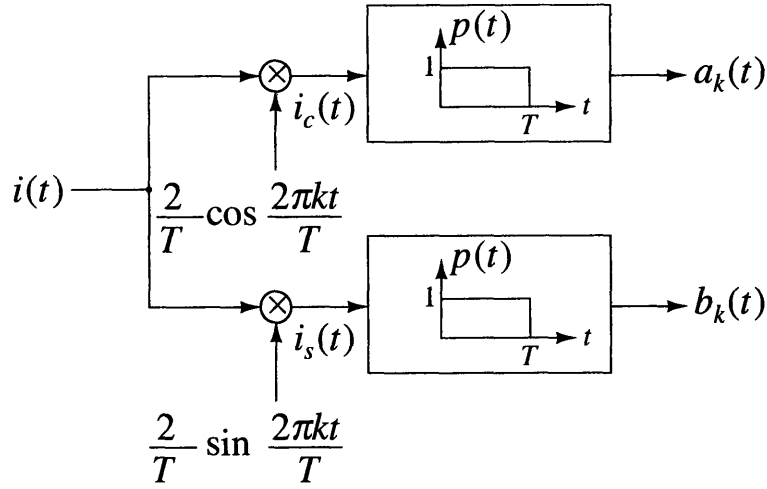 p(t)
1
T
t
a_k(t)
i_c(t)
i(t)
2/T cos 2πkt/T
p(t)
1
T
t
b_k(t)
i_s(t)
2/T sin 2πkt/T